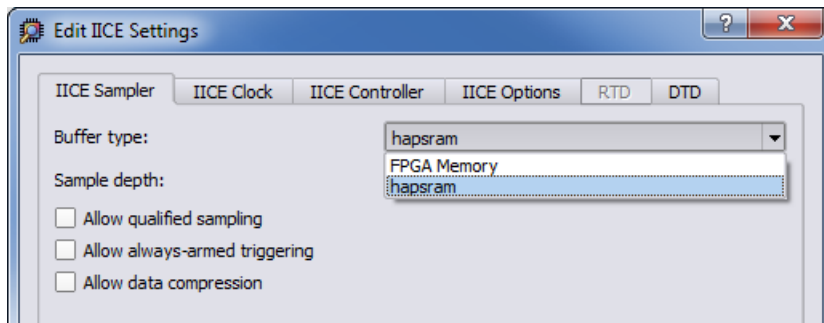 Edit IICE Settings
IICE Sampler IICE Clock IICE Controller IICE Options RTD DTD
Buffer type: hapsram
FPGA Memory
Sample depth: hapsram
Allow qualified sampling
Allow always-armed triggering
Allow data compression